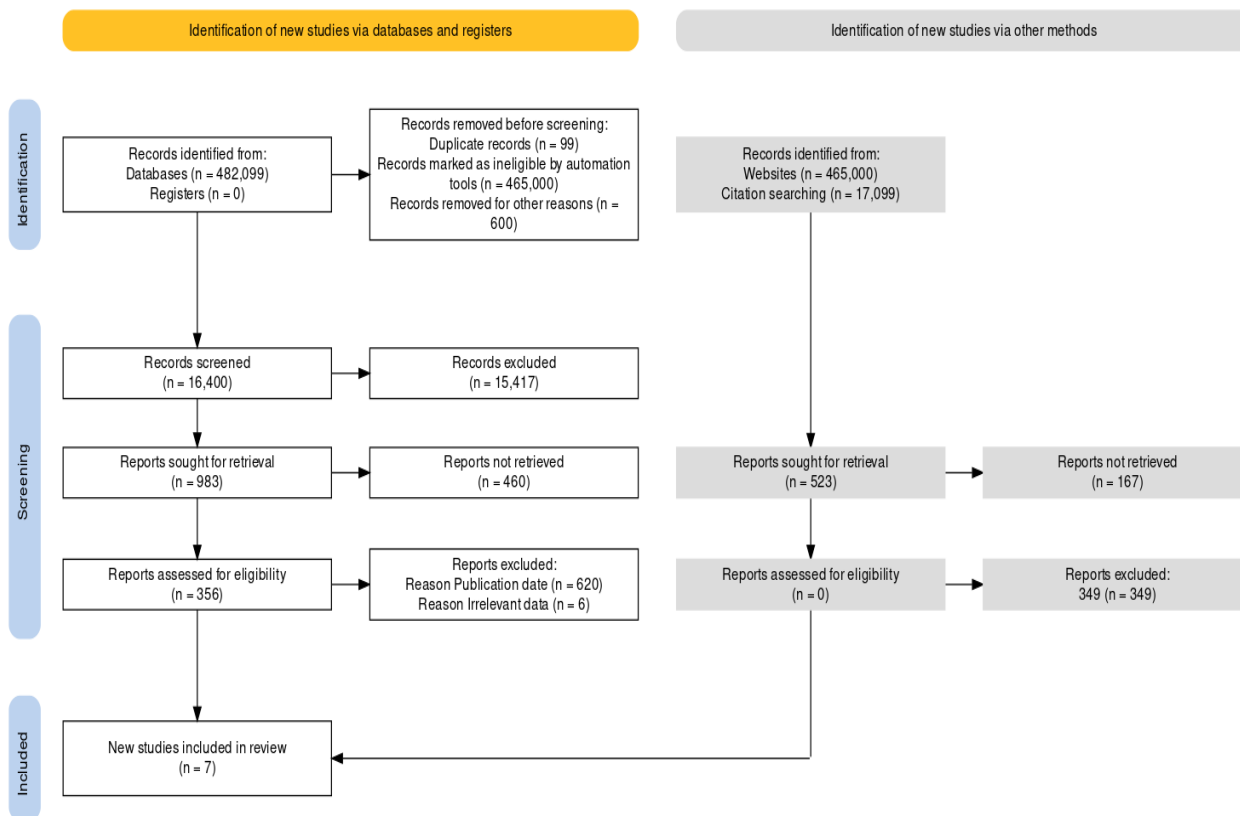 Identification of new studies via databases and registers
Identification of new studies via other methods
Identification
Records identified from:
Databases (n = 482,099)
Registers (n = 0)
Records removed before screening:
Duplicate records (n = 99)
Records marked as ineligible by automation
tools (n = 465,000)
Records removed for other reasons (n =
600)
Records identified from:
Websites (n = 465,000)
Citation searching (n = 17,099)
Screening
Records screened
(n = 16,400)
Records excluded
(n = 15,417)
Reports sought for retrieval
(n = 983)
Reports not retrieved
(n = 460)
Reports sought for retrieval
(n = 523)
Reports not retrieved
(n = 167)
Reports assessed for eligibility
(n = 356)
Reports excluded:
Reason Publication date (n = 620)
Reason Irrelevant data (n = 6)
Reports assessed for eligibility
(n = 0)
Reports excluded:
349 (n = 349)
Included
New studies included in review
(n = 7)